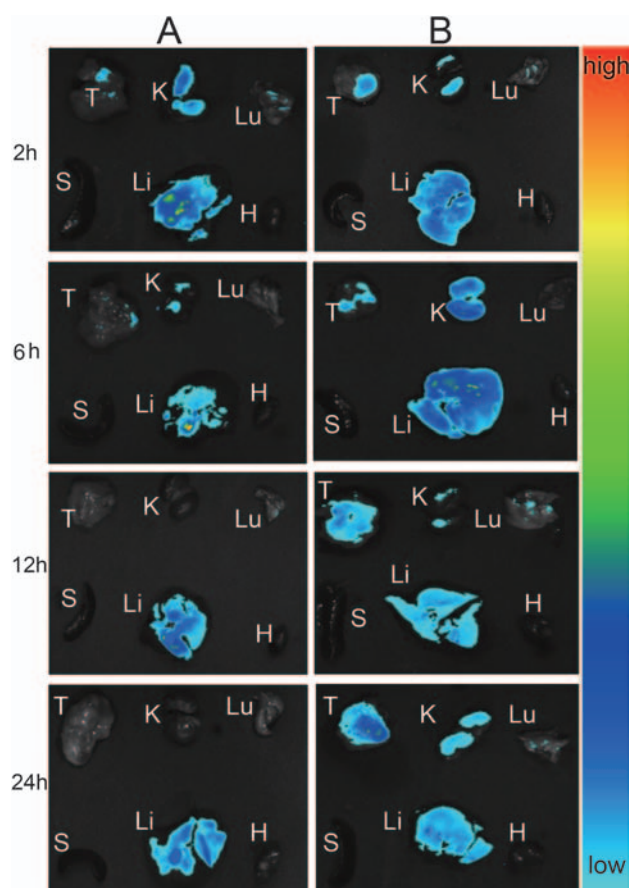 A B
high
T K Lu T K Lu
2h
S Li H Li S H
T K Lu T K Lu
6h
S Li H S Li H
T K Lu T K Lu
12h
S Li H S Li H
T K Lu T K Lu
24h
S Li H S Li H
low